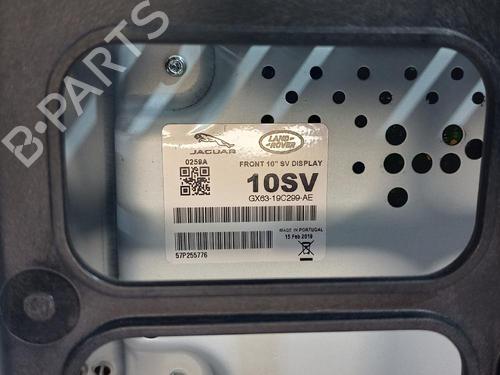 B-PARTS
JAGUAR
LAND-
ROVER
0259A
FRONT 10" SV DISPLAY
10SV
GX63-19C299-AE
MADE IN PORTUGAL
15 Feb 2019
57P255776